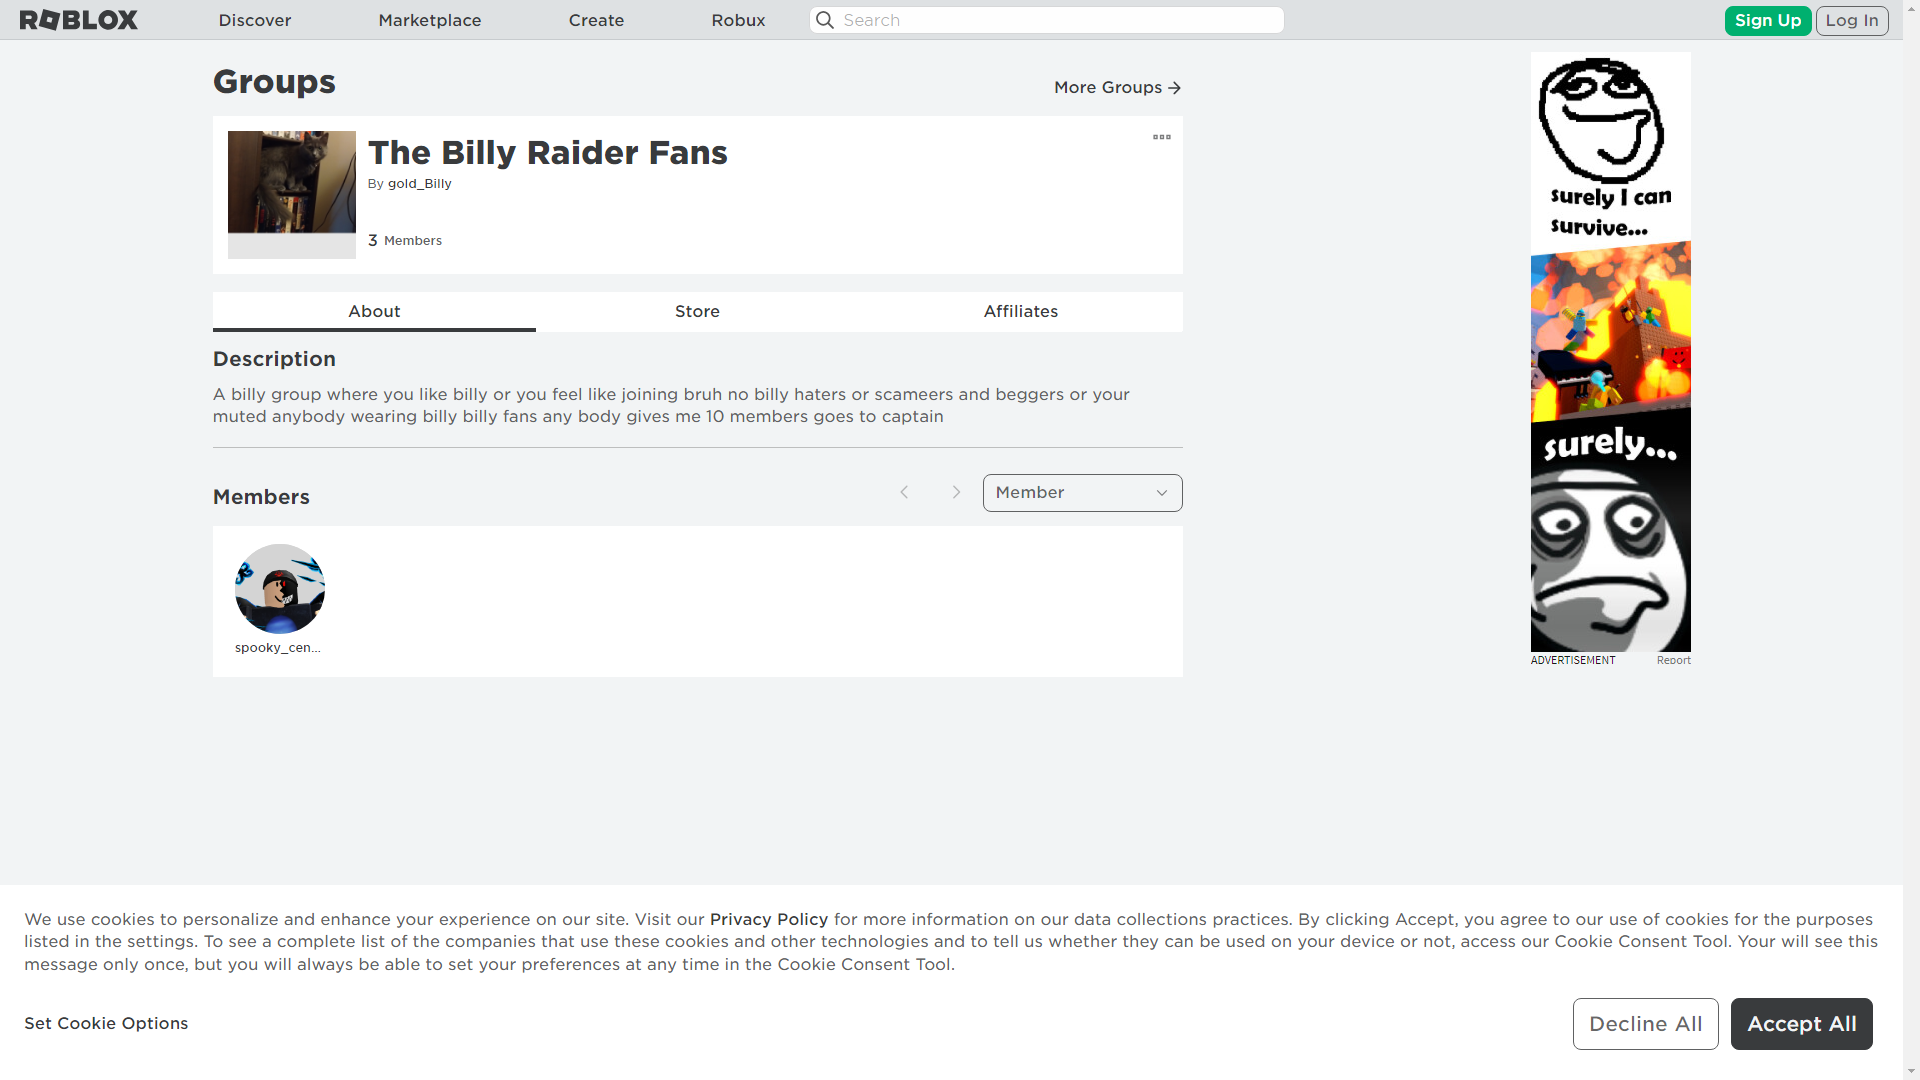 ROBLOX
Discover
Marketplace
Create
Robux
Search
Sign Up
Log In
Groups
More Groups
The Billy Raider Fans
By gold_Billy
3 Members
About
Store
Affiliates
Description
A billy group where you like billy or you feel like joining bruh no billy haters or scameers and beggers or your
muted anybody wearing billy billy fans any body gives me 10 members goes to captain
Members
Member
spooky_cen...
surely I can
survive...
surely...
ADVERTISEMENT
Report
We use cookies to personalize and enhance your experience on our site. Visit our Privacy Policy for more information on our data collections practices. By clicking Accept, you agree to our use of cookies for the purposes
listed in the settings. To see a complete list of the companies that use these cookies and other technologies and to tell us whether they can be used on your device or not, access our Cookie Consent Tool. Your will see this
message only once, but you will always be able to set your preferences at any time in the Cookie Consent Tool.
Set Cookie Options
Decline All
Accept All